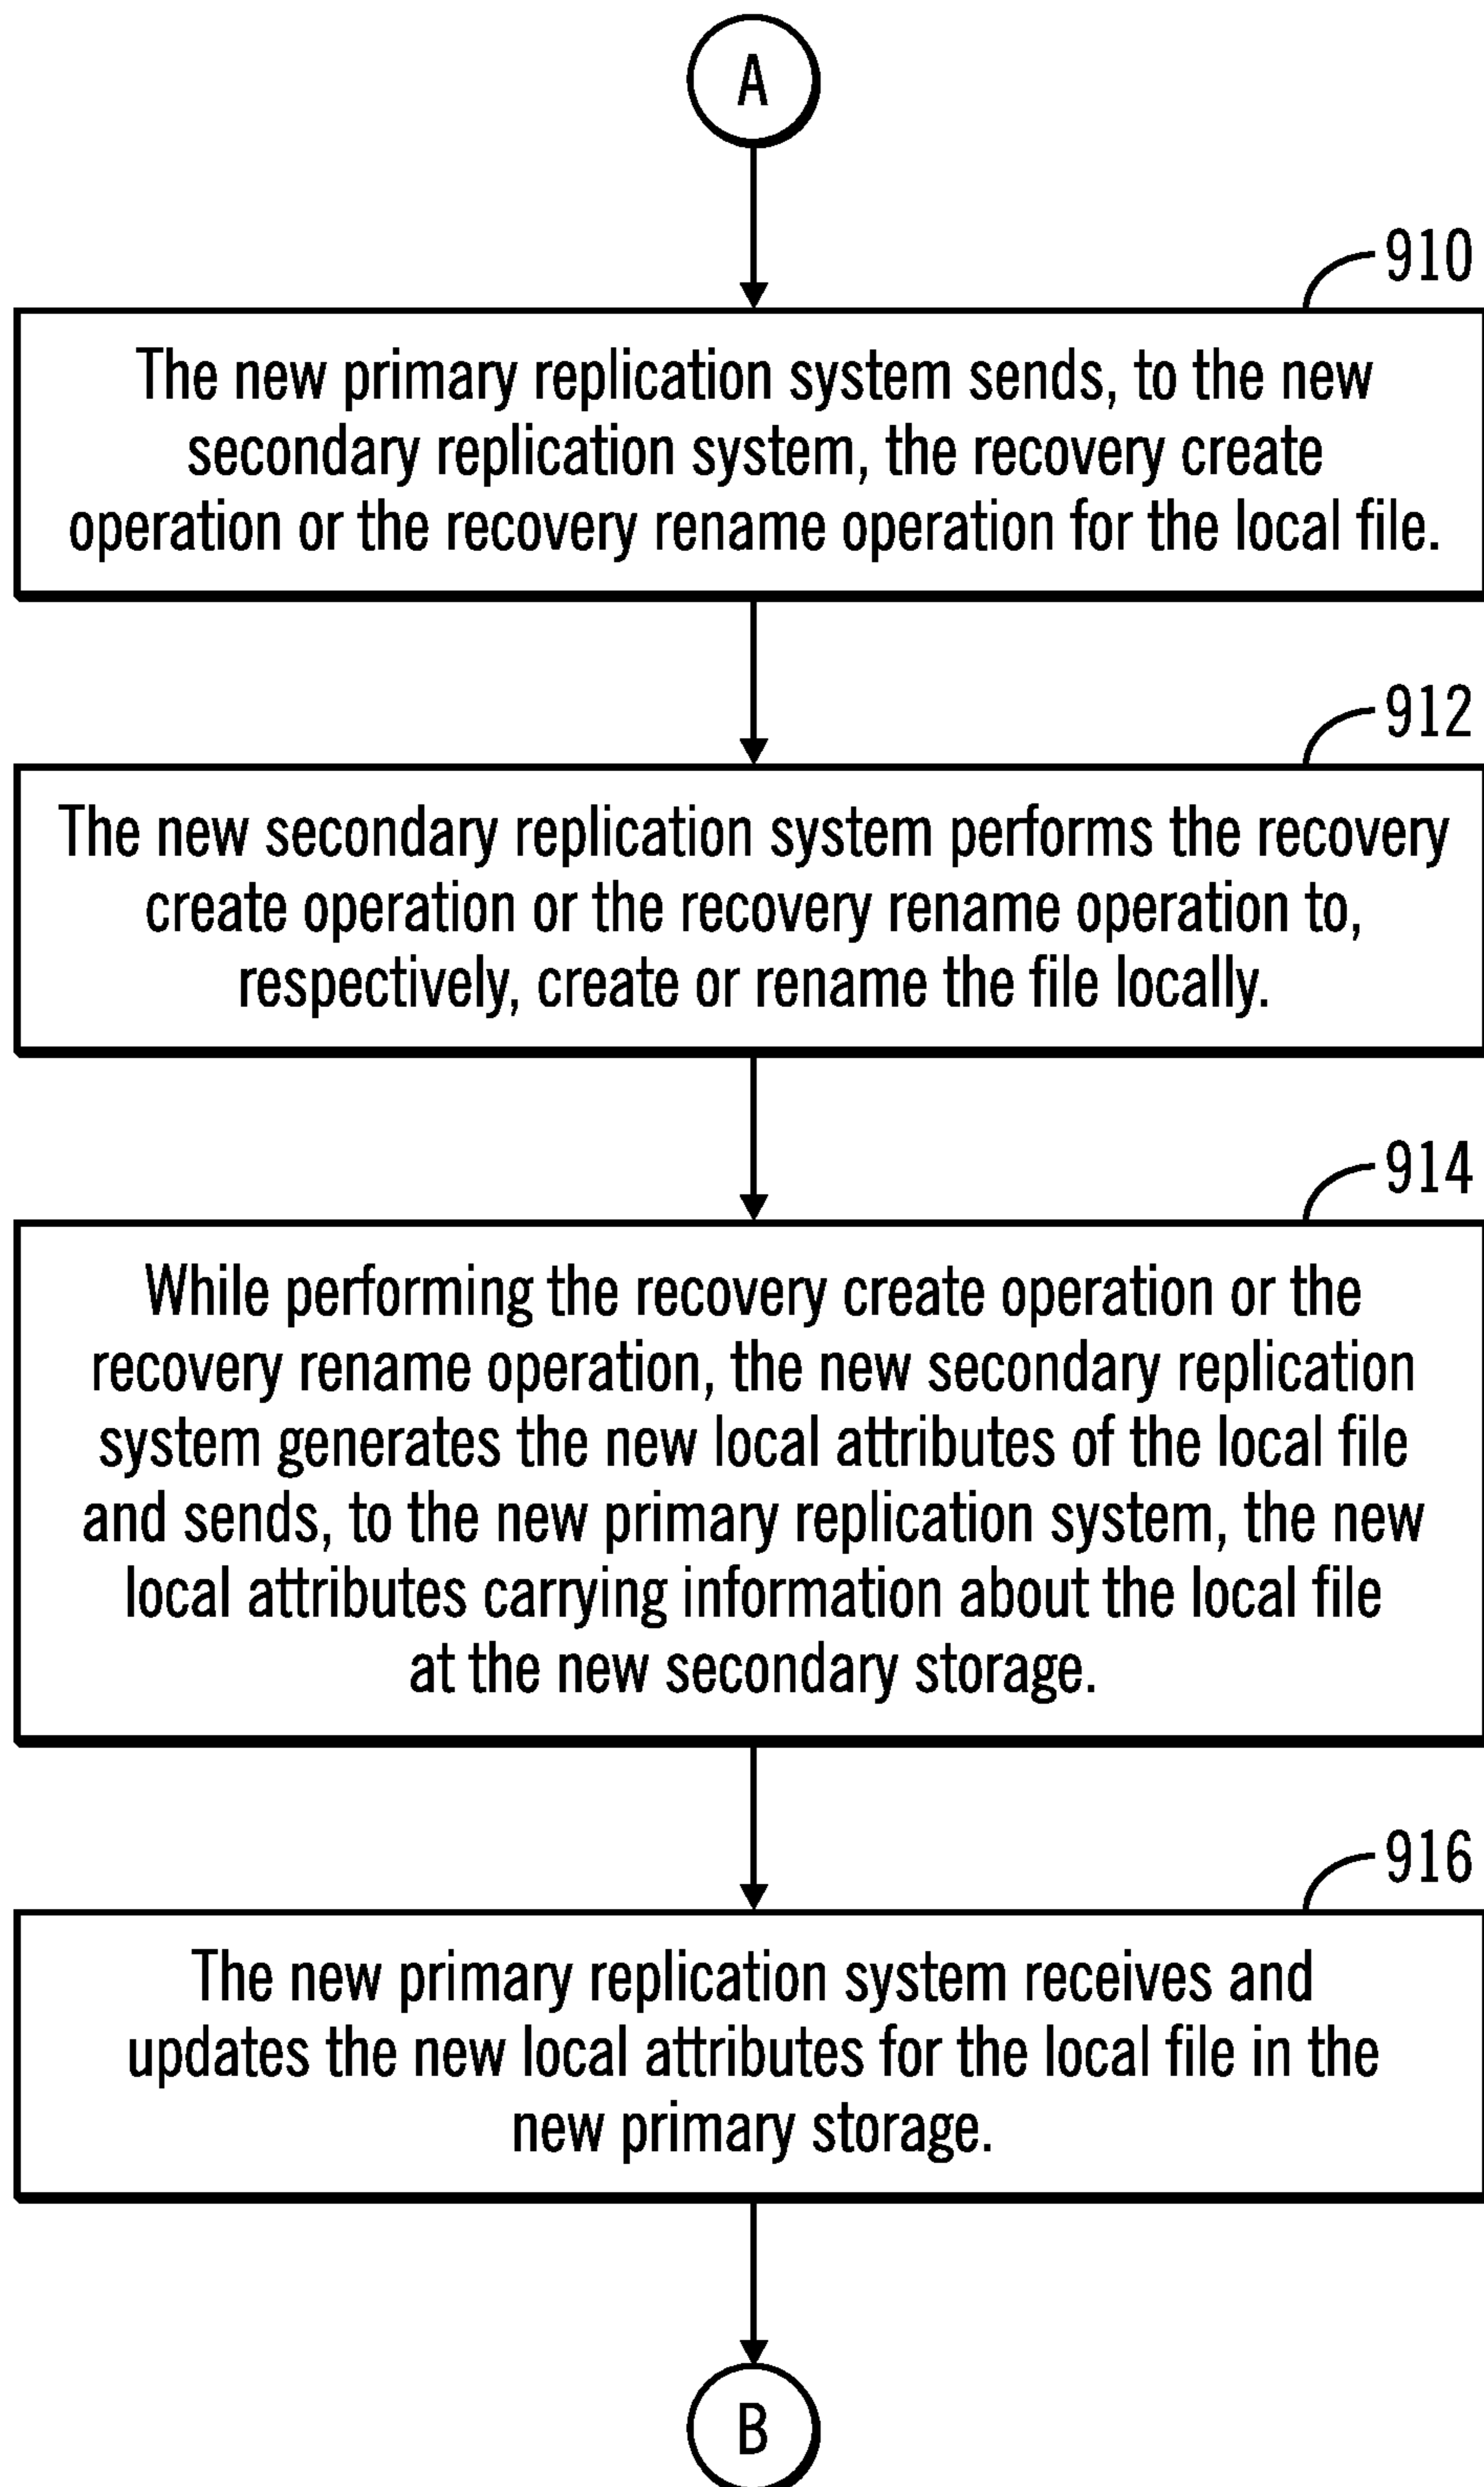 A
910
The new primary replication system sends, to the new
secondary replication system, the recovery create
operation or the recovery rename operation for the local file.
912
The new secondary replication system performs the recovery
create operation or the recovery rename operation to,
respectively, create or rename the file locally.
914
While performing the recovery create operation or the
recovery rename operation, the new secondary replication
system generates the new local attributes of the local file
and sends, to the new primary replication system, the new
local attributes carrying information about the local file
at the new secondary storage.
916
The new primary replication system receives and
updates the new local attributes for the local file in the
new primary storage.
B